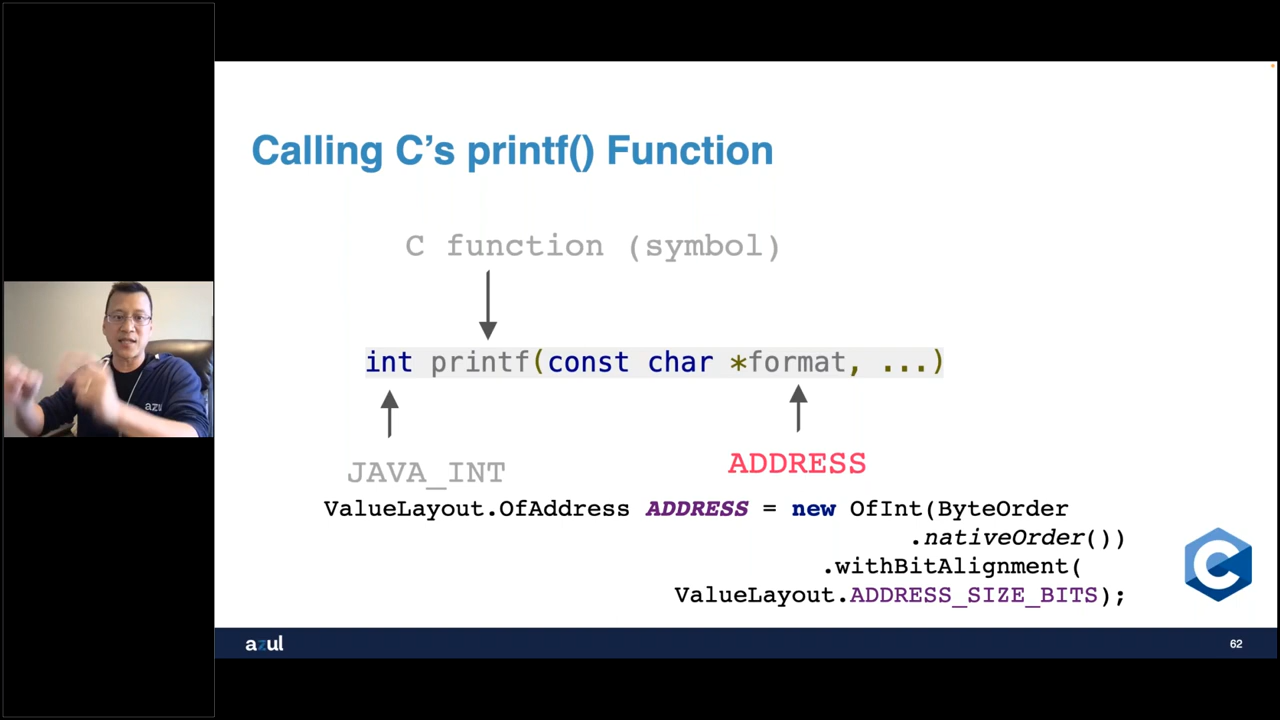 Calling C’s printf() Function
C function (symbol)
int printf(const char *format, ...)
JAVA_INT
ADDRESS
ValueLayout.OfAddress ADDRESS = new OfInt(ByteOrder
.nativeOrder())
.withBitAlignment(
ValueLayout.ADDRESS_SIZE_BITS);
C
azul
62
azul